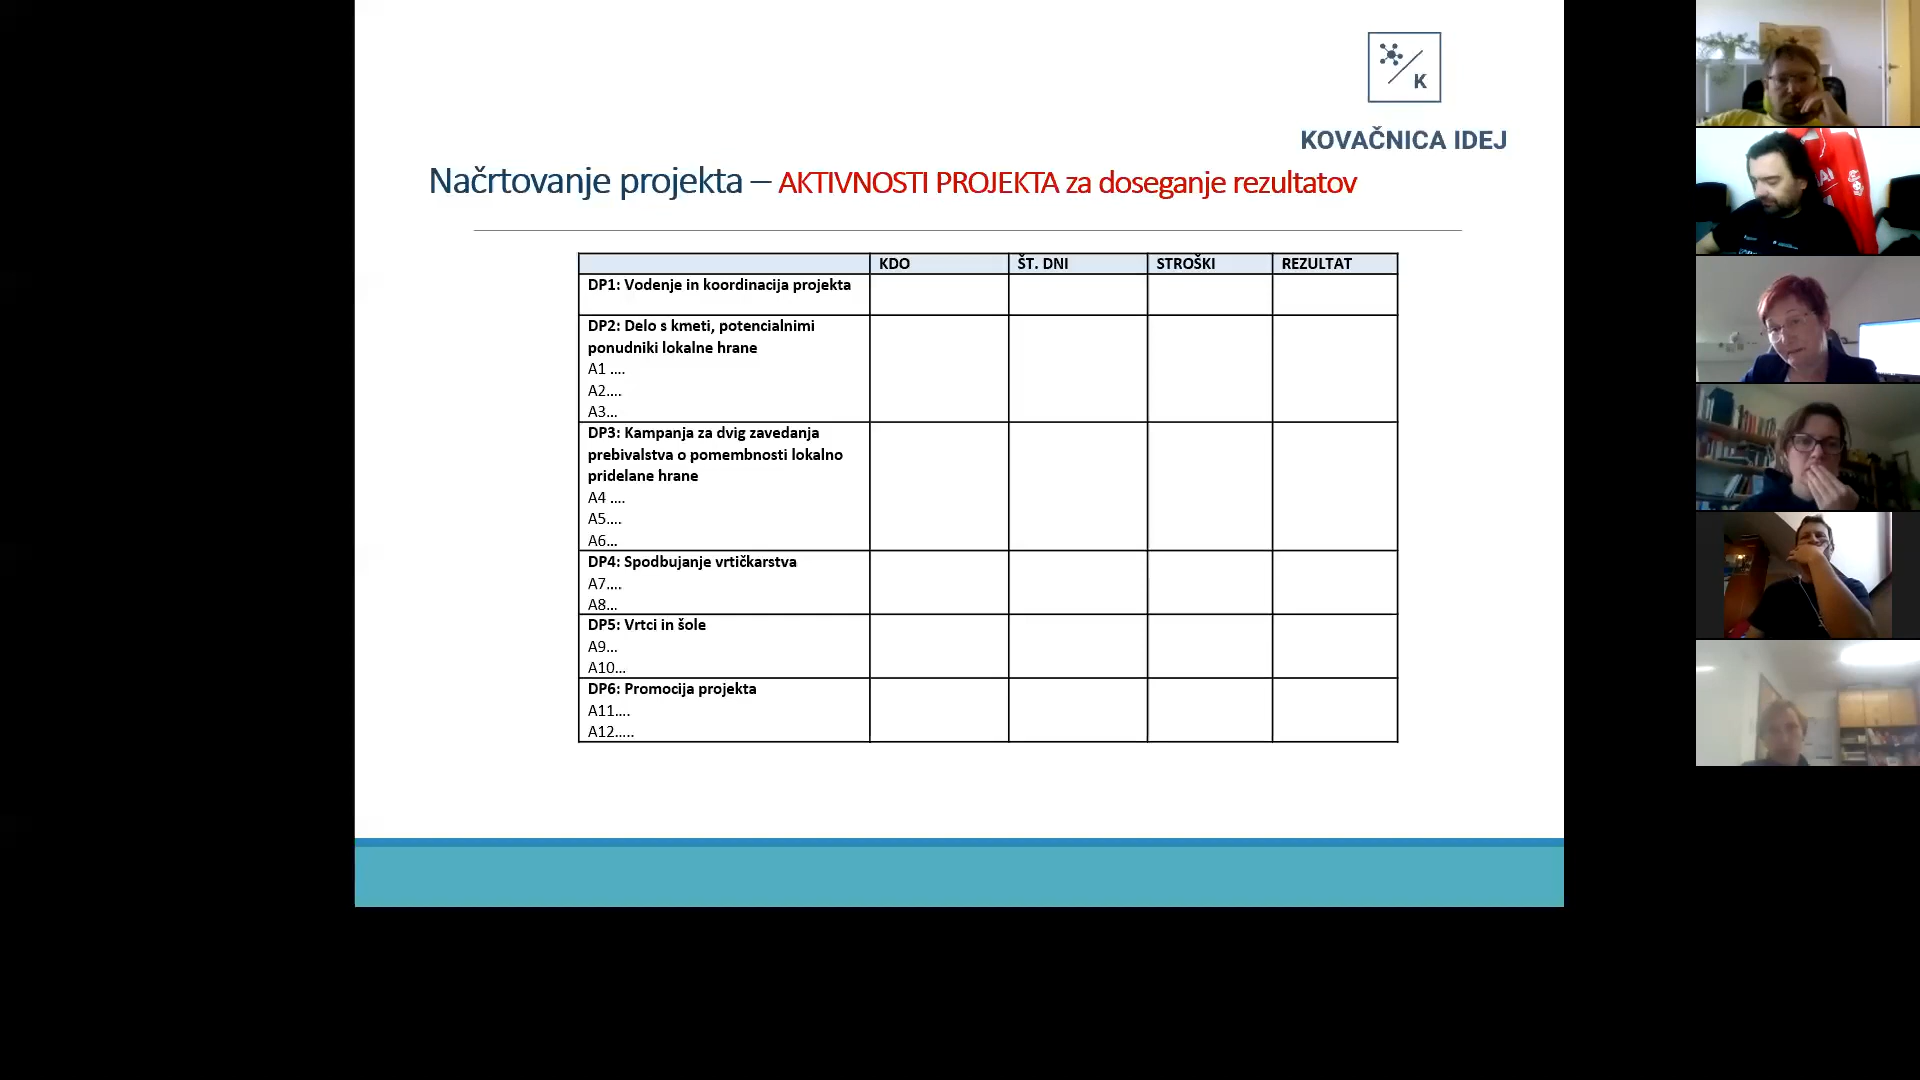 K
KOVAČNICA IDEJ
Načrtovanje projekta – AKTIVNOSTI PROJEKTA za doseganje rezultatov
KDO ŠT. DNI STROŠKI REZULTAT
DP1: Vodenje in koordinacija projekta
DP2: Delo s kmeti, potencialnimi
ponudniki lokalne hrane
A1 ....
A2....
A3...
DP3: Kampanja za dvig zavedanja
prebivalstva o pomembnosti lokalno
pridelane hrane
A4 ....
A5....
A6...
DP4: Spodbujanje vrtičkarstva
A7....
A8...
DP5: Vrtci in šole
A9...
A10...
DP6: Promocija projekta
A11....
A12.....